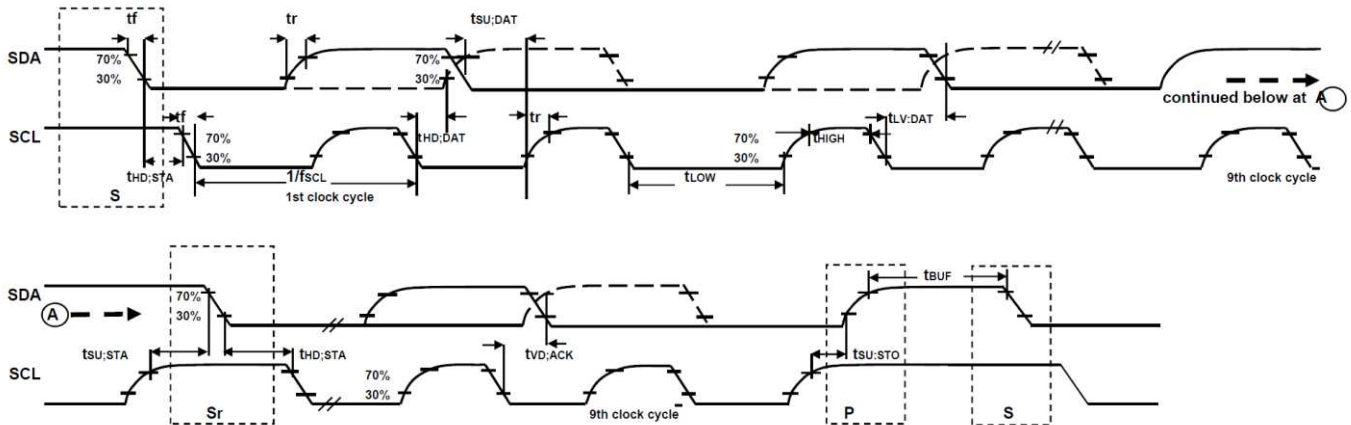 tf tr tSU;DAT
SDA 70% 70%
30% 30%
continued below at A
SCL tf tHD;DAT tr tHIGH tLV:DAT
70% 70%
30% 30%
tHD;STA 1/fSCL tLOW
S 1st clock cycle 9th clock cycle
tBUF
SDA 70%
A 30%
tSU;STA tHD;STA tVD;ACK tSU:STO
SCL 70%
30%
Sr 9th clock cycle P S